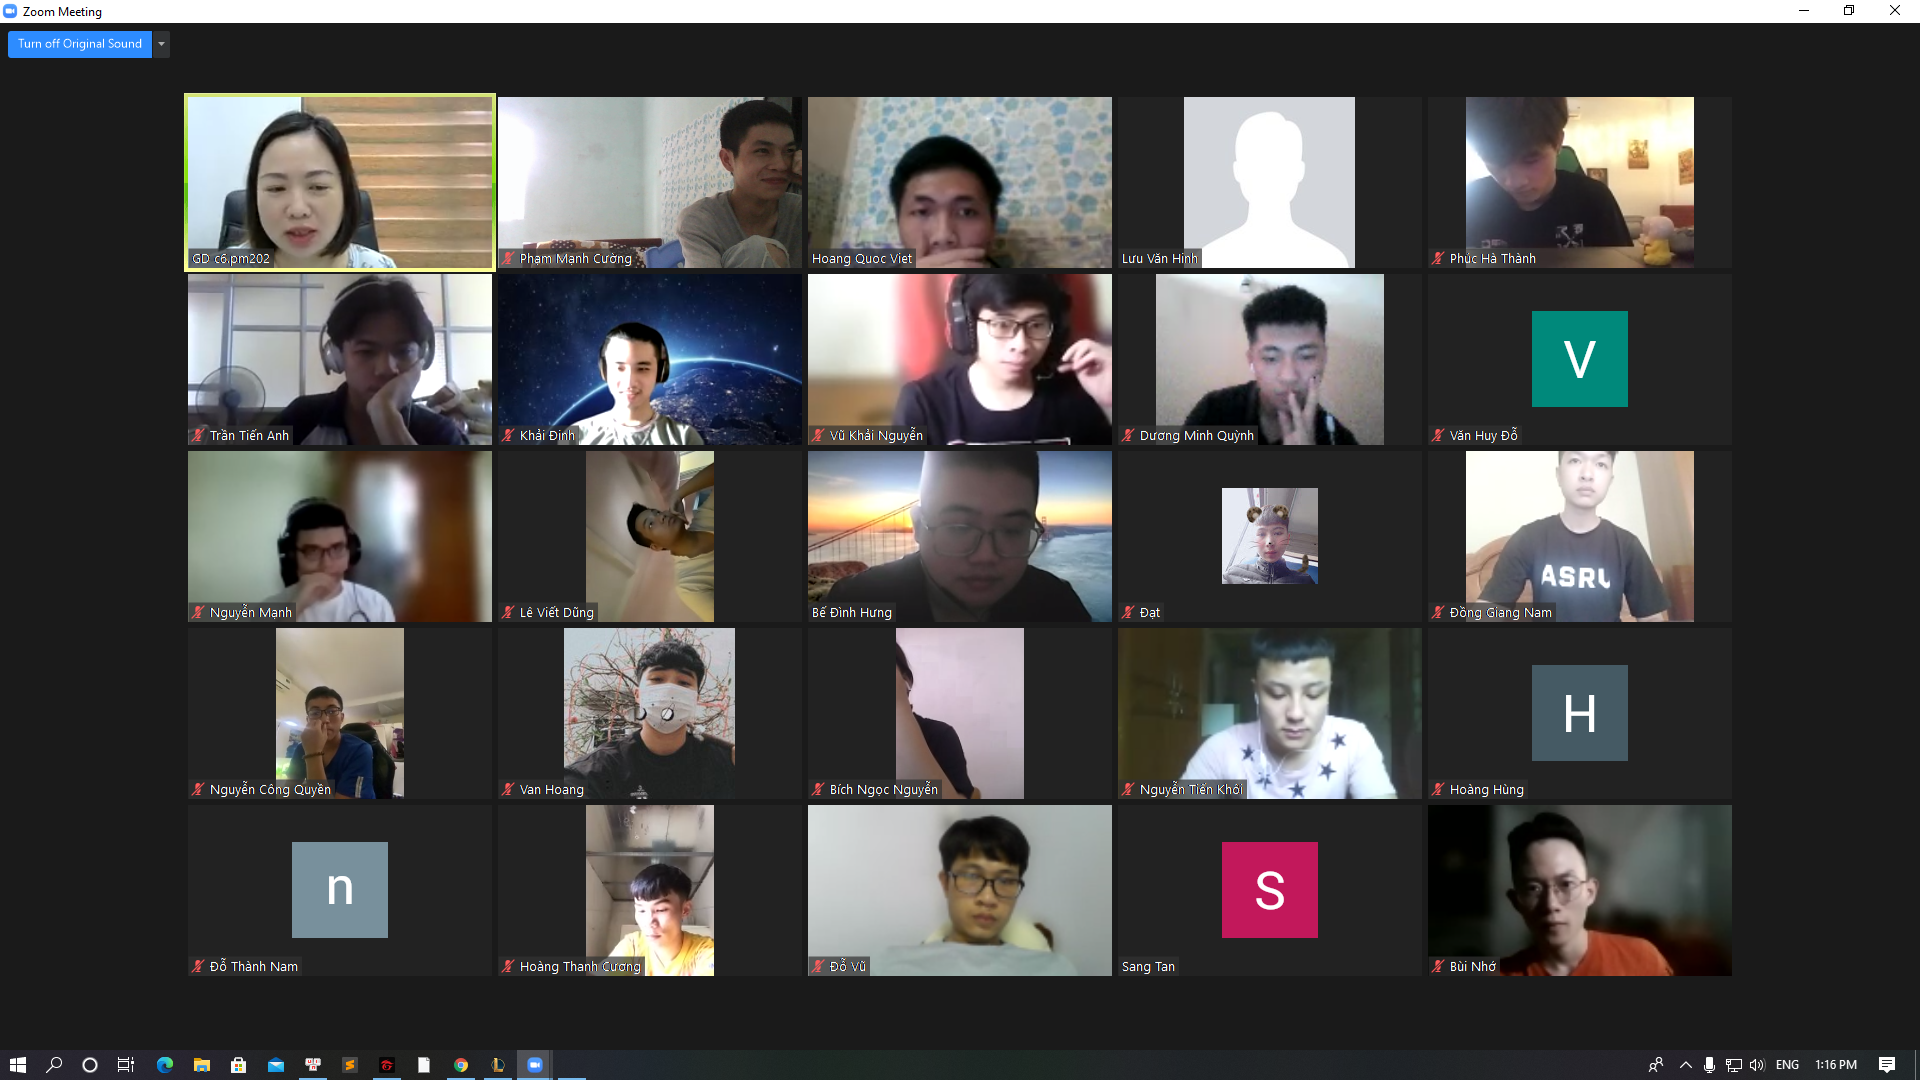 Zoom Meeting
Turn off Original Sound
GD c6.pm202
Phạm Mạnh Cường
Hoang Quoc Viet
Lưu Văn Hinh
Phúc Hà Thành
Trần Tiến Anh
Khải Đinh
Vũ Khải Nguyễn
Dương Minh Quỳnh
V
Văn Huy Đỗ
Nguyễn Mạnh
Lê Viết Dũng
Bế Đình Hưng
Đạt
ASRU
Đồng Giang Nam
Nguyễn Công Quyền
Van Hoang
Bích Ngọc Nguyễn
Nguyễn Tiến Khôi
H
Hoàng Hùng
n
Đỗ Thành Nam
Hoàng Thanh Cương
Đỗ Vũ
S
Sang Tan
Bùi Nhớ
ENG
1:16 PM